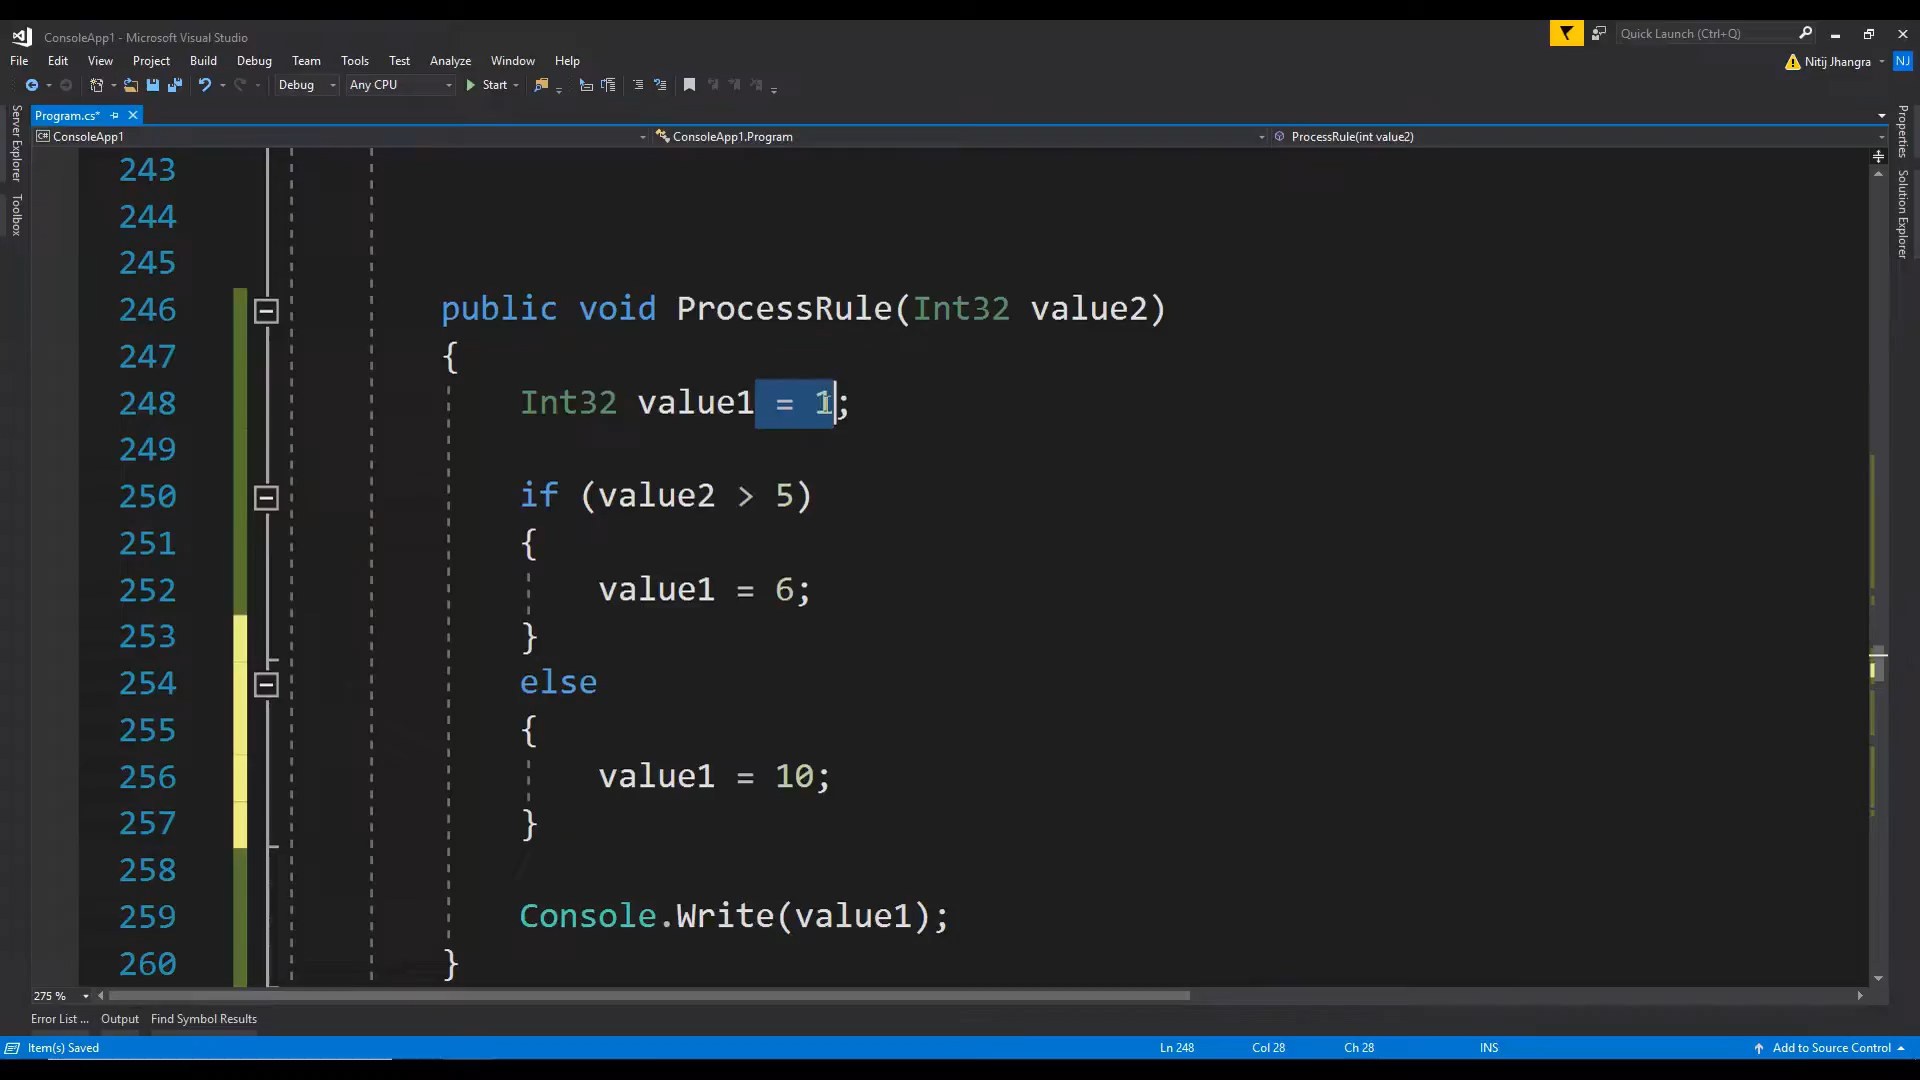 ConsoleApp1 - Microsoft Visual Studio
Quick Launch (Ctrl+Q)
File Edit View Project Build Debug Team Tools Test Analyze Window Help
Nitij Jhangra NJ
Debug Any CPU Start
Program.cs*
C# ConsoleApp1 ConsoleApp1.Program ProcessRule(int value2)
Server Explorer
Toolbox
Properties
Solution Explorer
243
244
245
246 public void ProcessRule(Int32 value2)
247 {
248 Int32 value1 = 1;
249
250 if (value2 > 5)
251 {
252 value1 = 6;
253 }
254 else
255 {
256 value1 = 10;
257 }
258
259 Console.Write(value1);
260 }
275 %
Error List ... Output Find Symbol Results
Item(s) Saved Ln 248 Col 28 Ch 28 INS Add to Source Control